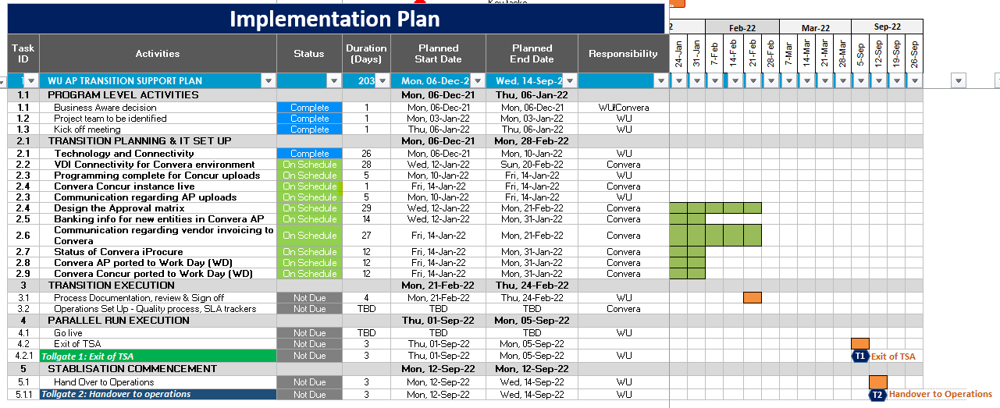 Implementation Plan
Feb-22 Mar-22 Sep-22
Task ID Activities Status Duration (Days) Planned Start Date Planned End Date Responsibility 24-Jan 31-Jan 7-Feb 14-Feb 21-Feb 28-Feb 7-Mar 14-Mar 21-Mar 28-Mar 5-Sep 12-Sep 19-Sep 26-Sep
1 WU AP TRANSITION SUPPORT PLAN 203 Mon, 06-Dec-2 Wed, 14-Sep-2
1.1 PROGRAM LEVEL ACTIVITIES Mon, 06-Dec-21 Thu, 06-Jan-22
1.1 Business Aware decision Complete 1 Mon, 06-Dec-21 Mon, 06-Dec-21 WU/Convera
1.2 Project team to be identified Complete 1 Mon, 03-Jan-22 Mon, 03-Jan-22 WU
1.3 Kick off meeting Complete 1 Thu, 06-Jan-22 Thu, 06-Jan-22 WU
2.1 TRANSITION PLANNING & IT SET UP Mon, 06-Dec-21 Mon, 28-Feb-22
2.1 Technology and Connectivity Complete 26 Mon, 06-Dec-21 Mon, 10-Jan-22 WU
2.2 VDI Connectivity for Convera environment On Schedule 28 Wed, 12-Jan-22 Sun, 20-Feb-22 Convera
2.3 Programming complete for Concur uploads On Schedule 5 Mon, 10-Jan-22 Fri, 14-Jan-22 WU
2.4 Convera Concur instance live On Schedule 1 Fri, 14-Jan-22 Fri, 14-Jan-22 Convera
2.3 Communication regarding AP uploads On Schedule 5 Mon, 10-Jan-22 Fri, 14-Jan-22 WU
2.4 Design the Approval matrix On Schedule 29 Wed, 12-Jan-22 Mon, 21-Feb-22 Convera
2.5 Banking info for new entities in Convera AP On Schedule 14 Wed, 12-Jan-22 Mon, 31-Jan-22 Convera
2.6 Communication regarding vendor invoicing to Convera On Schedule 27 Fri, 14-Jan-22 Mon, 21-Feb-22 Convera
2.7 Status of Convera iProcure On Schedule 12 Fri, 14-Jan-22 Mon, 31-Jan-22 Convera
2.8 Convera AP ported to Work Day (WD) On Schedule 12 Fri, 14-Jan-22 Mon, 31-Jan-22 Convera
2.9 Convera Concur ported to Work Day (WD) On Schedule 12 Fri, 14-Jan-22 Mon, 31-Jan-22 Convera
3 TRANSITION EXECUTION Mon, 21-Feb-22 Thu, 24-Feb-22
3.1 Process Documentation, review & Sign off Not Due 4 Mon, 21-Feb-22 Thu, 24-Feb-22 WU
3.2 Operations Set Up - Quality process, SLA trackers Not Due TBD TBD TBD Convera
4 PARALLEL RUN EXECUTION Thu, 01-Sep-22 Mon, 05-Sep-22
4.1 Go live Not Due TBD TBD TBD WU
4.2 Exit of TSA Not Due 3 Thu, 01-Sep-22 Mon, 05-Sep-22
4.2.1 Tollgate 1: Exit of TSA Not Due 3 Thu, 01-Sep-22 Mon, 05-Sep-22 WU T1 Exit of TSA
5 STABLISATION COMMENCEMENT Mon, 12-Sep-22 Mon, 12-Sep-22
5.1 Hand Over to Operations Not Due 3 Mon, 12-Sep-22 Wed, 14-Sep-22 WU
5.1.1 Tollgate 2: Handover to operations Not Due 3 Mon, 12-Sep-22 Wed, 14-Sep-22 WU T2 Handover to Operations